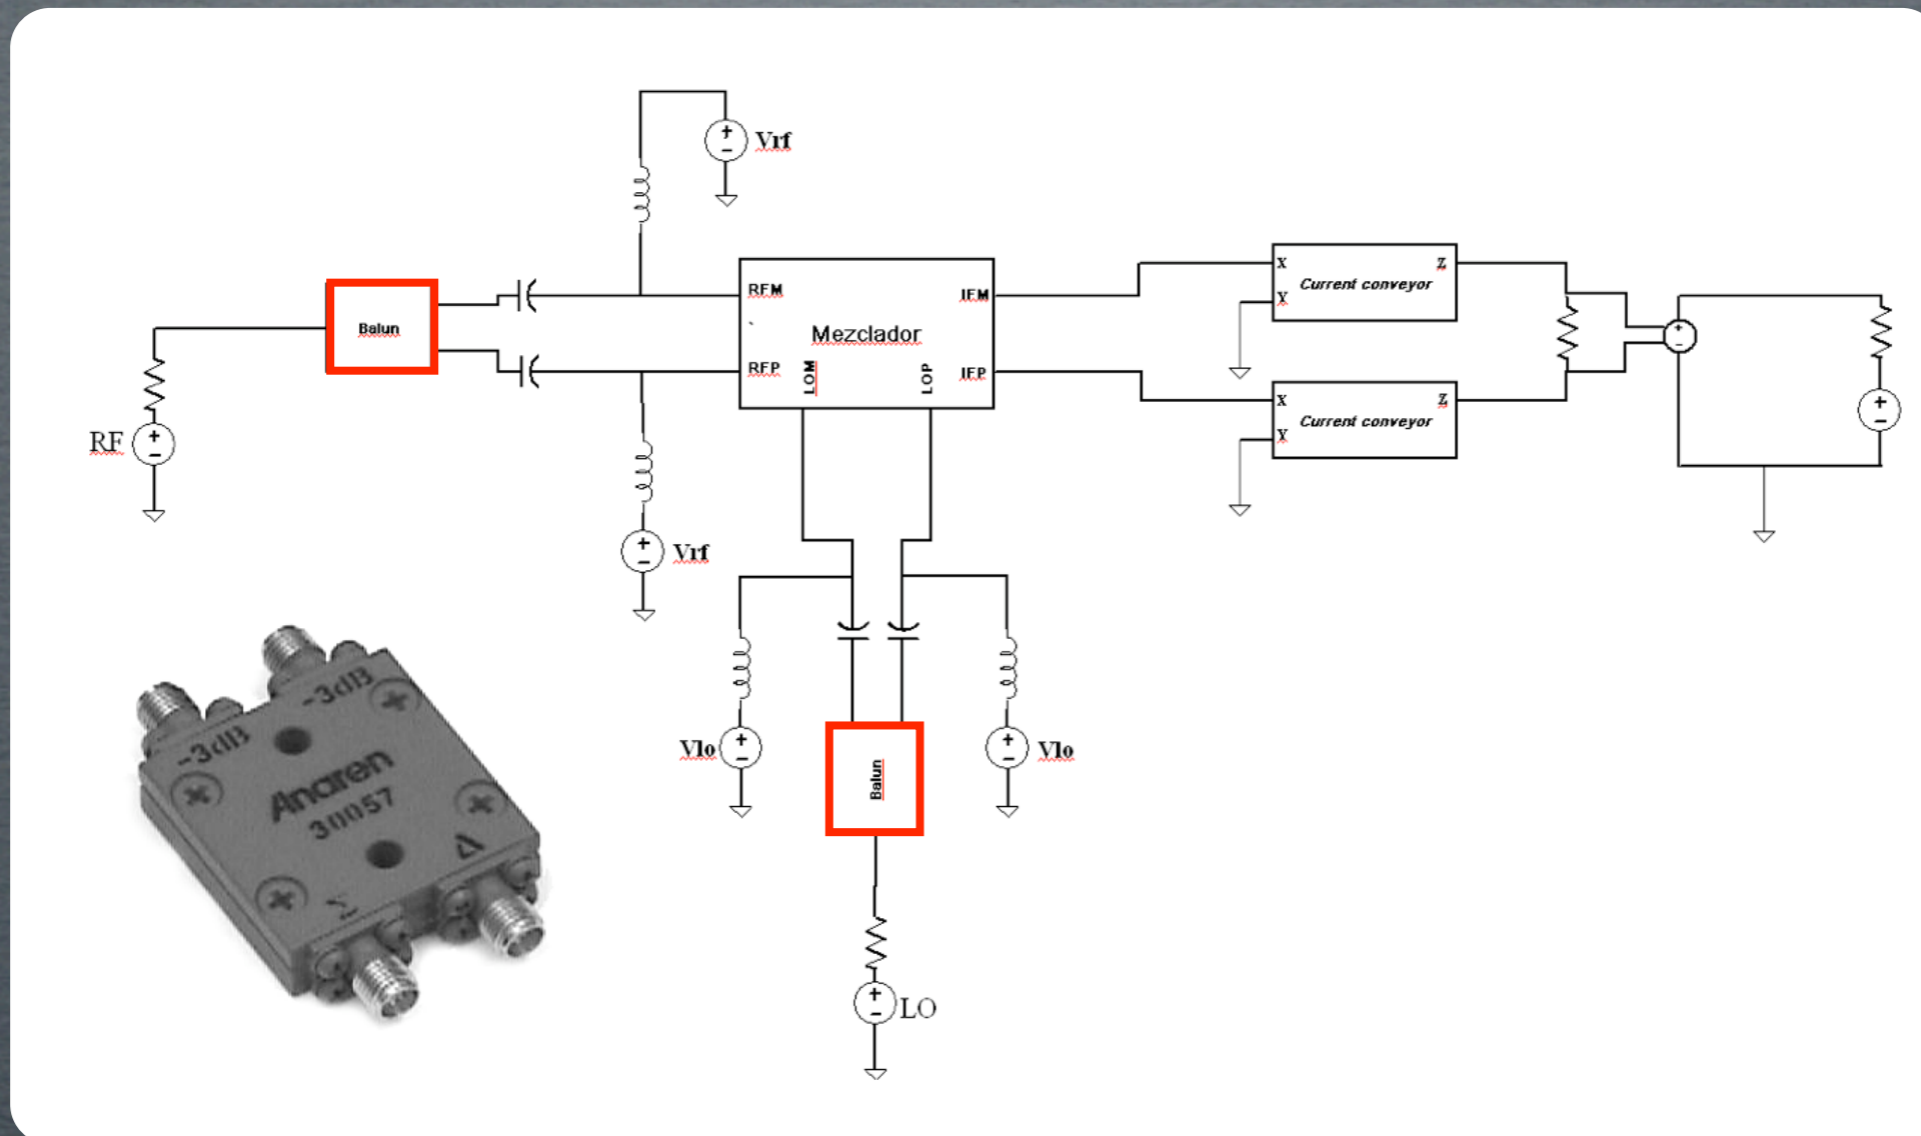 Vrf
RFM
IFM
X
Z
Current conveyor
Y
Balun
Mezclador
RFP
LOM
LOP
IFP
X
Z
Current conveyor
Y
RF
Vrf
-3dB
-3dB
Anaren
30057
Σ
Δ
Vlo
Balun
Vlo
LO